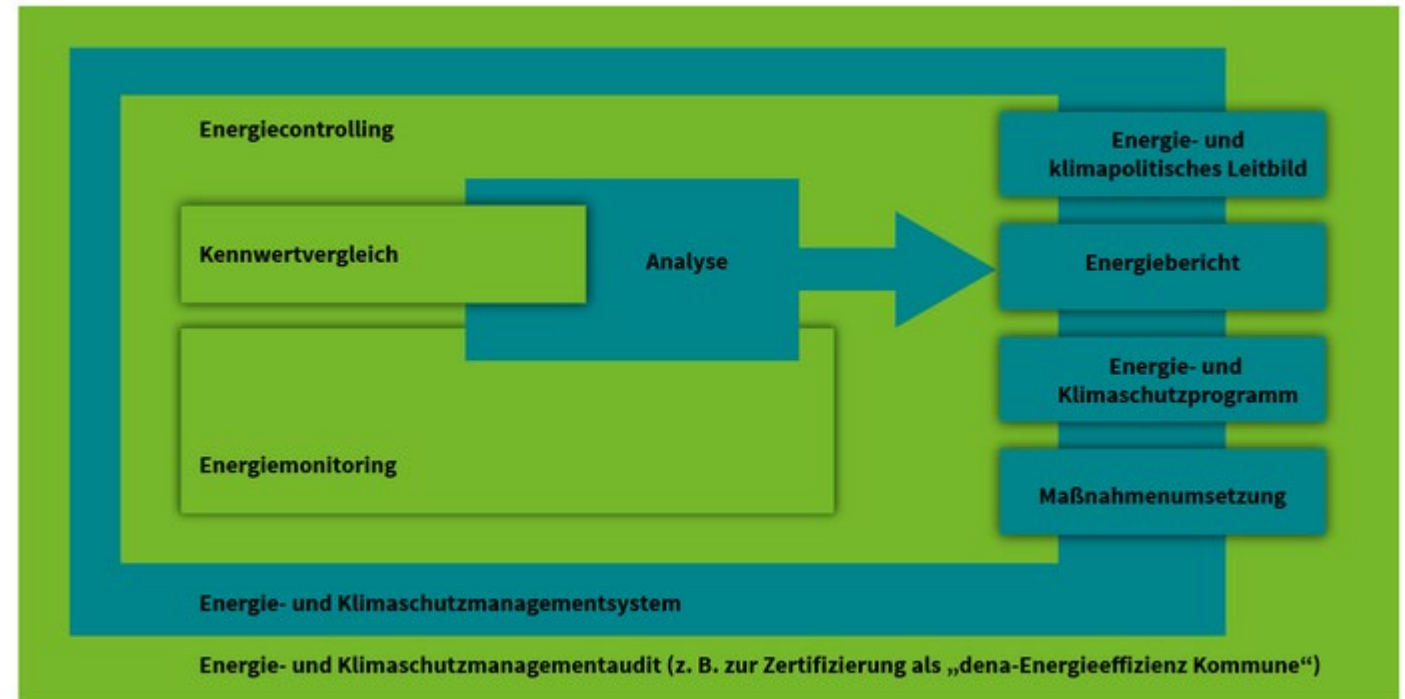 Energiecontrolling
Energie- und
klimapolitisches Leitbild
Kennwertvergleich
Analyse
Energiebericht
Energie- und
Klimaschutzprogramm
Energiemonitoring
Maßnahmenumsetzung
Energie- und Klimaschutzmanagementsystem
Energie- und Klimaschutzmanagementaudit (z. B. zur Zertifizierung als „dena-Energieeffizienz Kommune“)